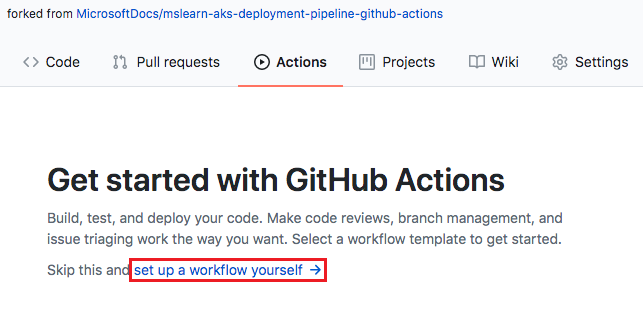 forked from MicrosoftDocs/mslearn-aks-deployment-pipeline-github-actions
Code Pull requests Actions Projects Wiki Settings
Get started with GitHub Actions
Build, test, and deploy your code. Make code reviews, branch management, and
issue triaging work the way you want. Select a workflow template to get started.
Skip this and set up a workflow yourself →